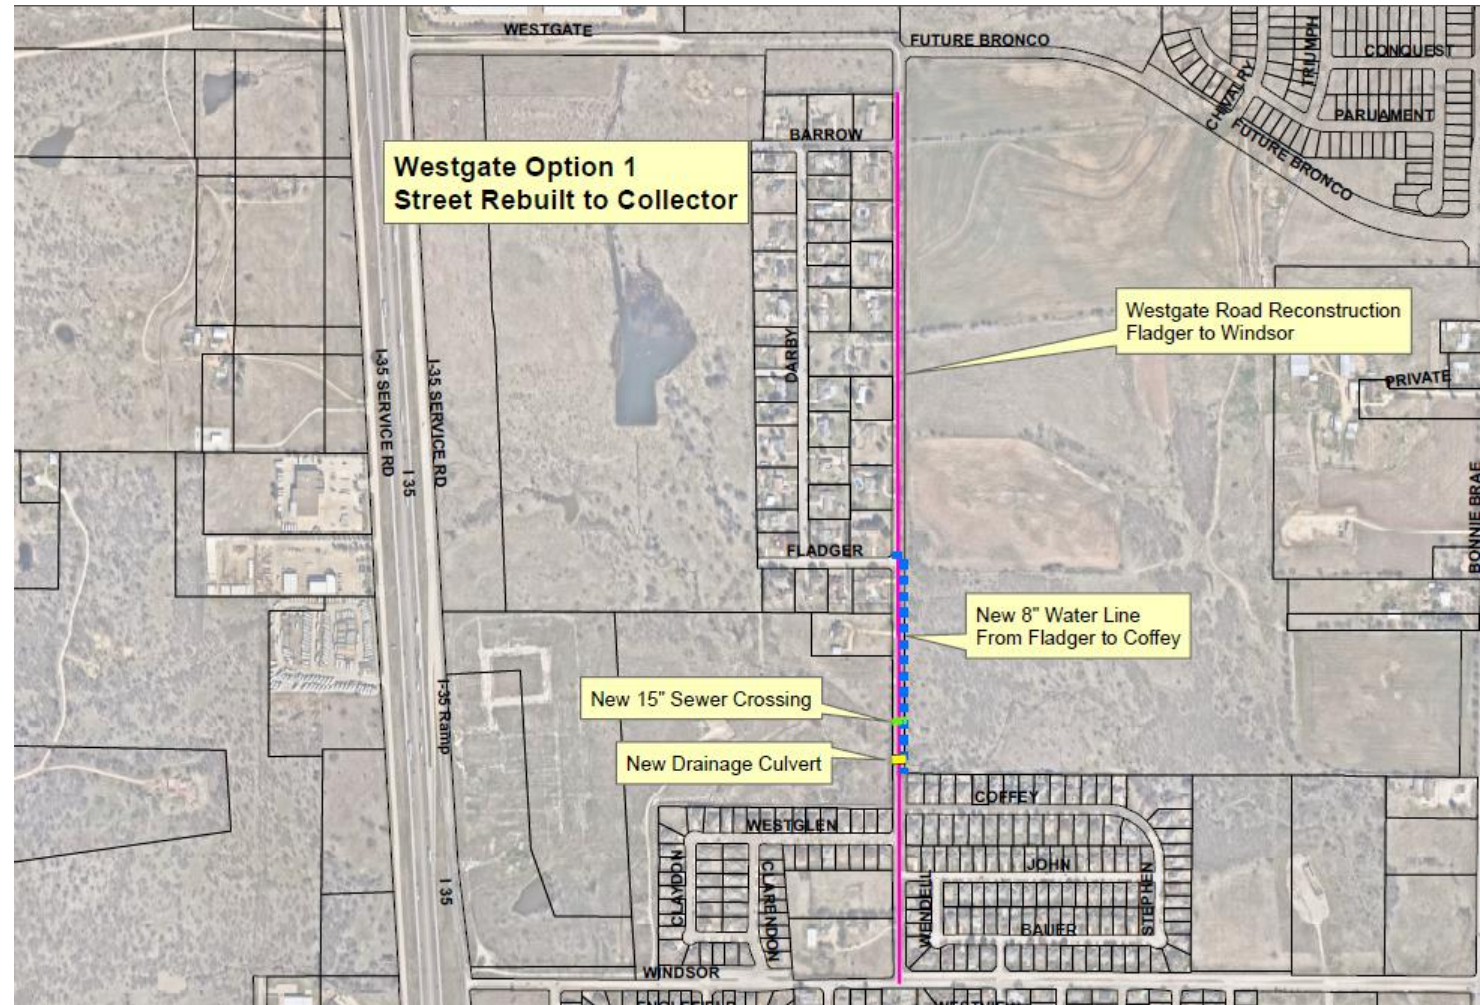 WESTGATE
FUTURE BRONCO
CONQUEST
TRIUMPH
CHIVALRY
PARLIAMENT
FUTURE BRONCO
BARROW
Westgate Option 1
Street Rebuilt to Collector
Westgate Road Reconstruction
Fladger to Windsor
DARBY
I-35 SERVICE RD
I-35 SERVICE RD
I 35
PRIVATE
BONNIE BRAE
FLADGER
New 8" Water Line
From Fladger to Coffey
New 15" Sewer Crossing
I-35 Ramp
New Drainage Culvert
COFFEY
WESTGLEN
JOHN
CLAYDON
CLARENDON
WENDELL
STEPHEN
I 35
BAUER
WINDSOR